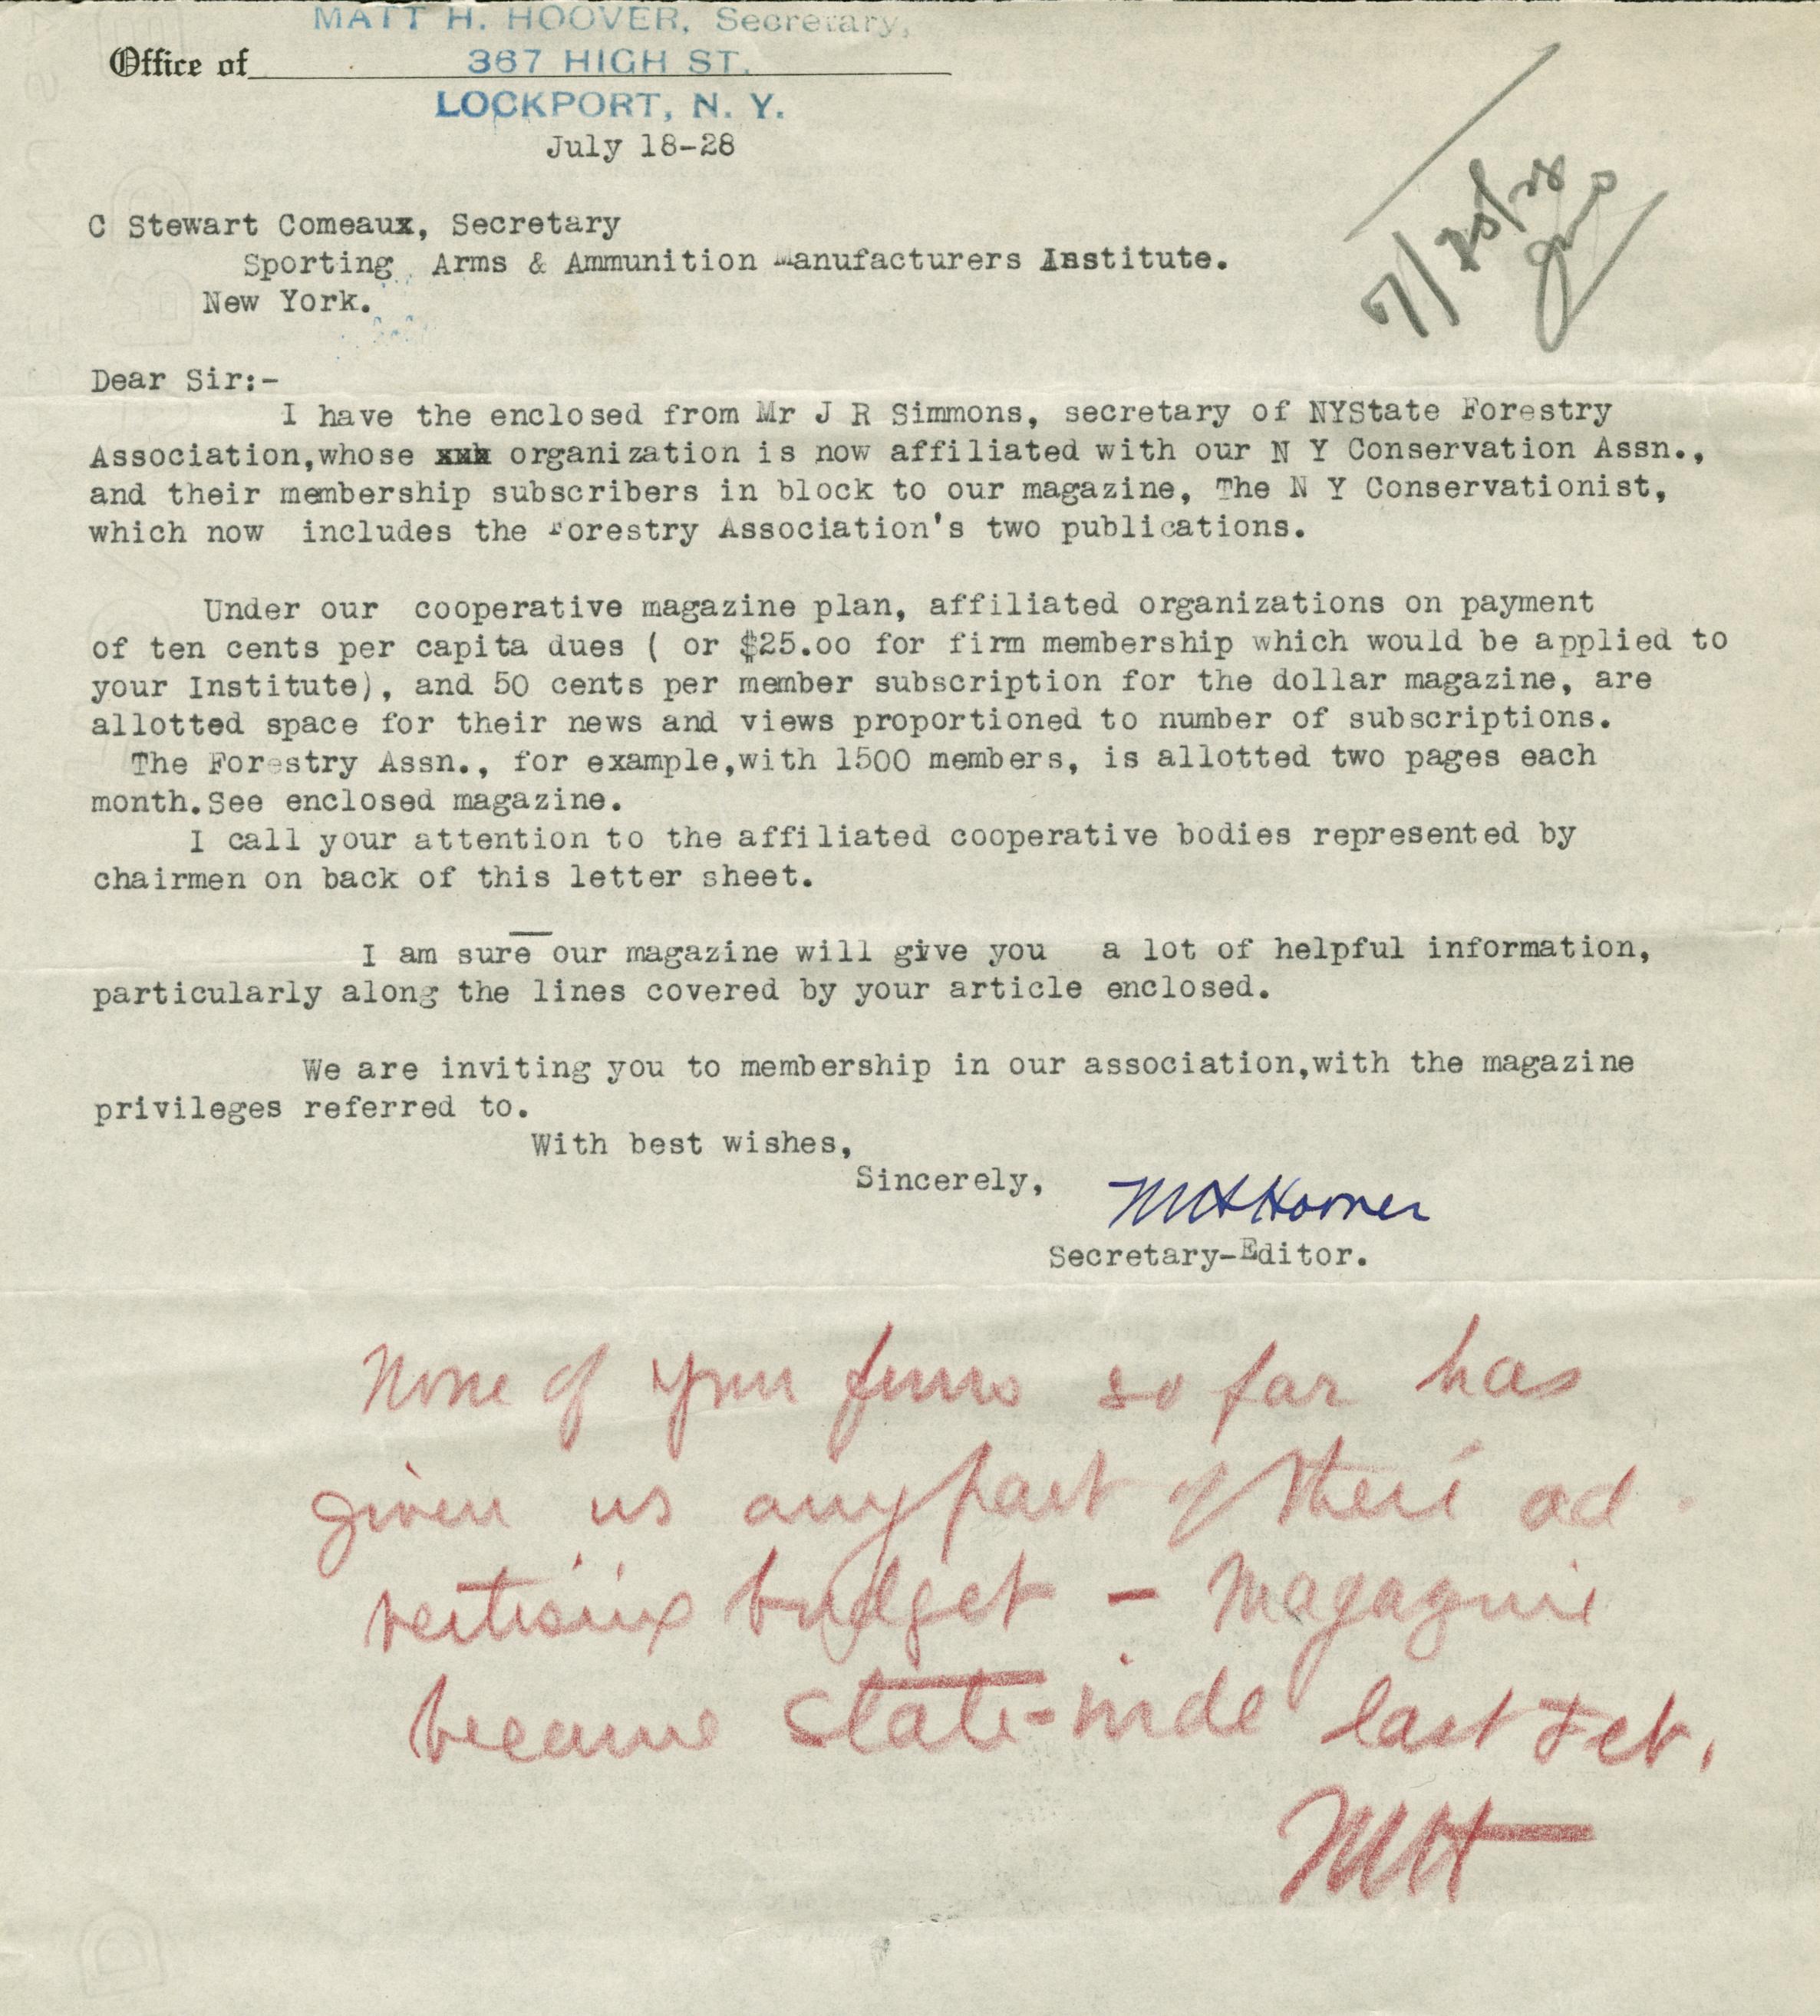 MATT H. HOOVER, Secretary,
Office of 367 HIGH ST.
LOCKPORT, N. Y.
July 18-28
7/20/28
C Stewart Comeaux, Secretary
Sporting Arms & Ammunition Manufacturers Institute.
New York.
Dear Sir:-
I have the enclosed from Mr J R Simmons, secretary of NYState Forestry
Association,whose xxx organization is now affiliated with our N Y Conservation Assn.,
and their membership subscribers in block to our magazine, The N Y Conservationist,
which now includes the Forestry Association's two publications.
Under our cooperative magazine plan, affiliated organizations on payment
of ten cents per capita dues ( or $25.oo for firm membership which would be applied to
your Institute), and 50 cents per member subscription for the dollar magazine, are
allotted space for their news and views proportioned to number of subscriptions.
The Forestry Assn., for example,with 1500 members, is allotted two pages each
month.See enclosed magazine.
I call your attention to the affiliated cooperative bodies represented by
chairmen on back of this letter sheet.
I am sure our magazine will give you a lot of helpful information,
particularly along the lines covered by your article enclosed.
We are inviting you to membership in our association,with the magazine
privileges referred to.
With best wishes,
Sincerely,
MHHoover
Secretary-Editor.
None of your firms so far has
given us any part of their ad-
vertising budget - Magazine
became state-wide last Feb.
MHH